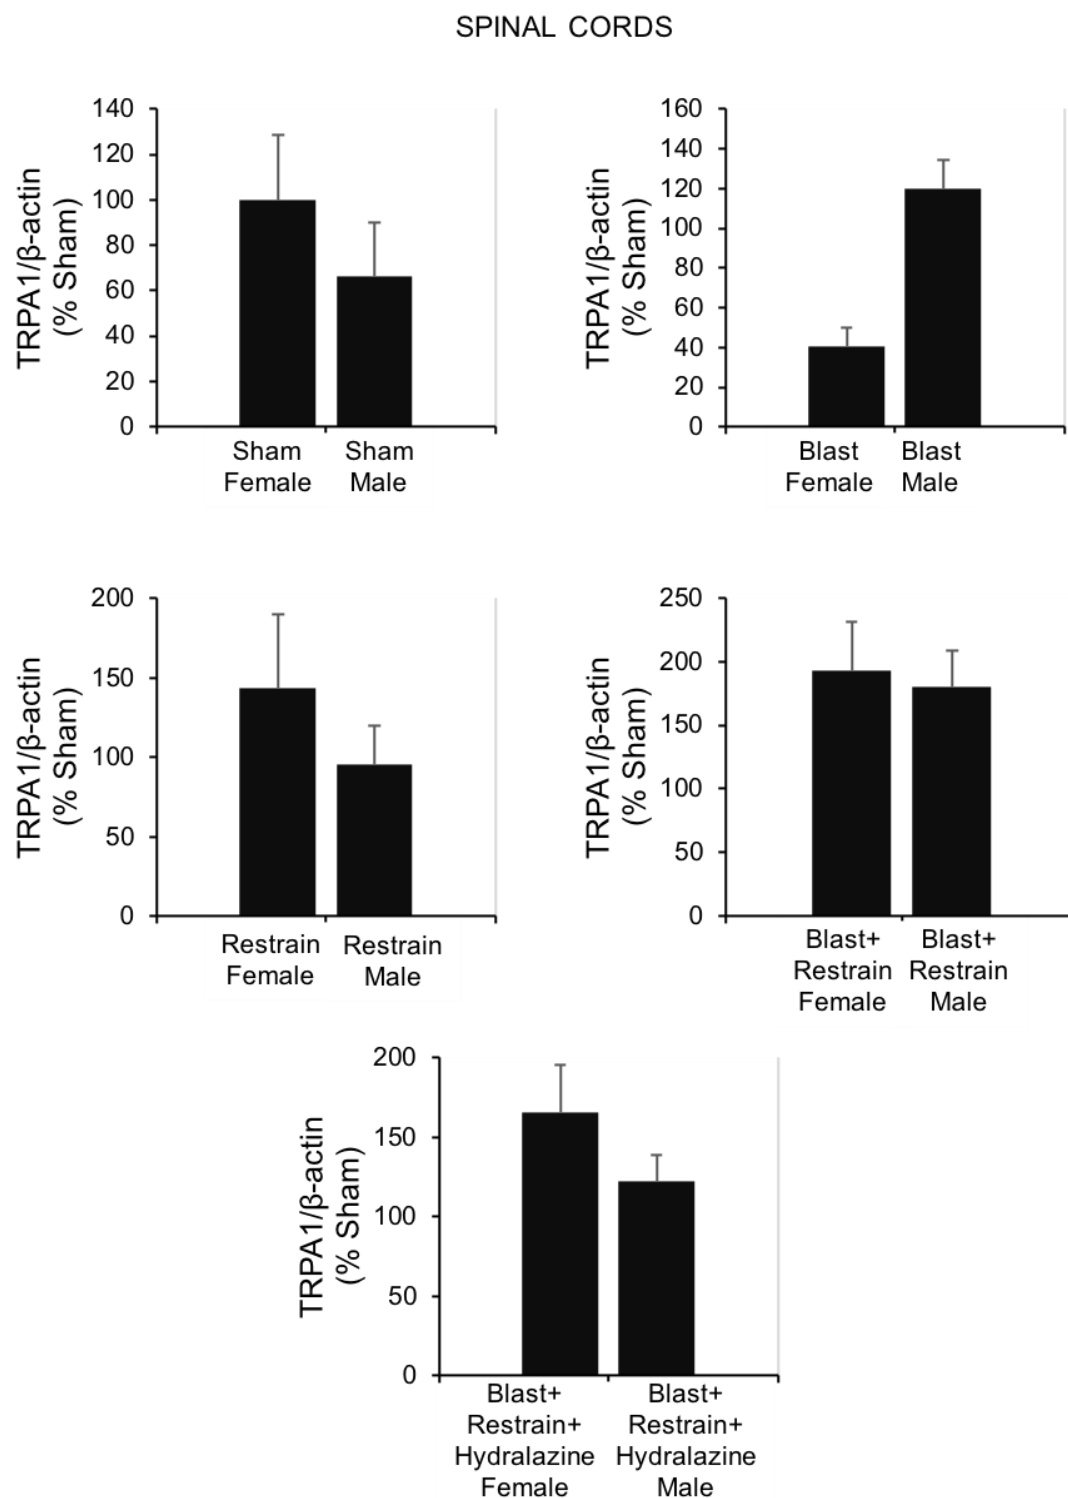 SPINAL CORDS
TRPA1/β-actin
(% Sham)
140
120
100
80
60
40
20
0
Sham
Female
Sham
Male
TRPA1/β-actin
(% Sham)
160
140
120
100
80
60
40
20
0
Blast
Female
Blast
Male
TRPA1/β-actin
(% Sham)
200
150
100
50
0
Restrain
Female
Restrain
Male
TRPA1/β-actin
(% Sham)
250
200
150
100
50
0
Blast+
Restrain
Female
Blast+
Restrain
Male
TRPA1/β-actin
(% Sham)
200
150
100
50
0
Blast+
Restrain+
Hydralazine
Female
Blast+
Restrain+
Hydralazine
Male